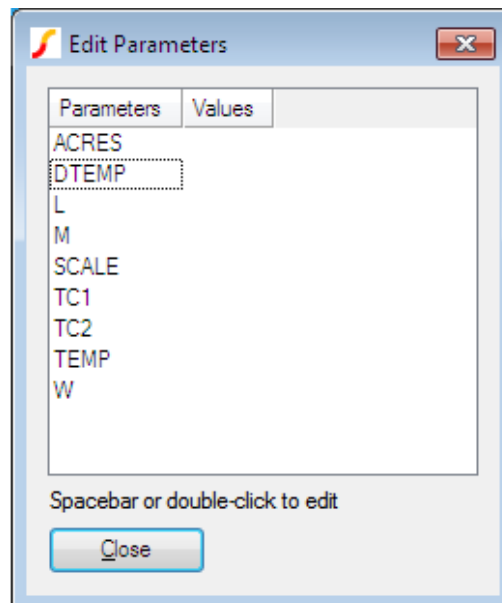 Edit Parameters
Parameters Values
ACRES
DTEMP
L
M
SCALE
TC1
TC2
TEMP
W
Spacebar or double-click to edit
Close